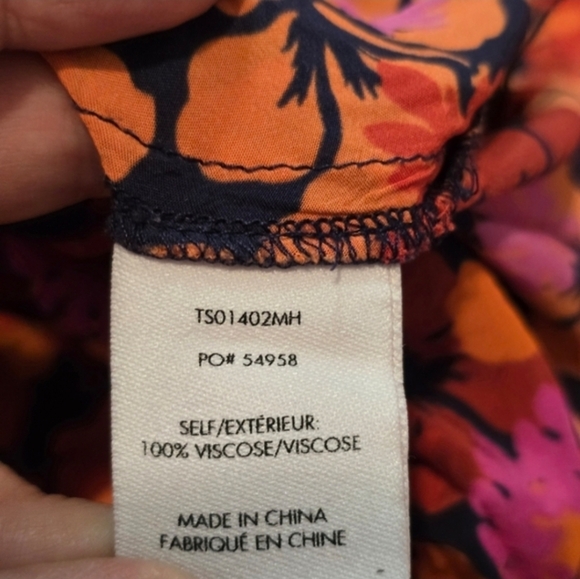 TS01402MH
PO# 54958
SELF/EXTÉRIEUR:
100% VISCOSE/VISCOSE
MADE IN CHINA
FABRIQUÉ EN CHINE